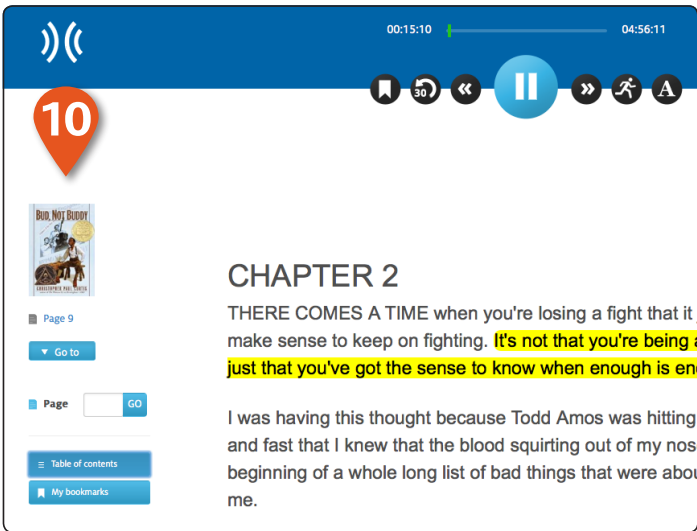 00:15:10
04:56:11
30
A
10
BUD, NOT BUDDY
CHRISTOPHER PAUL CURTIS
Page 9
Go to
Page
GO
Table of contents
My bookmarks
CHAPTER 2
THERE COMES A TIME when you're losing a fight that it
make sense to keep on fighting. It's not that you're being a
just that you've got the sense to know when enough is en
I was having this thought because Todd Amos was hitting
and fast that I knew that the blood squirting out of my nos
beginning of a whole long list of bad things that were abou
me.